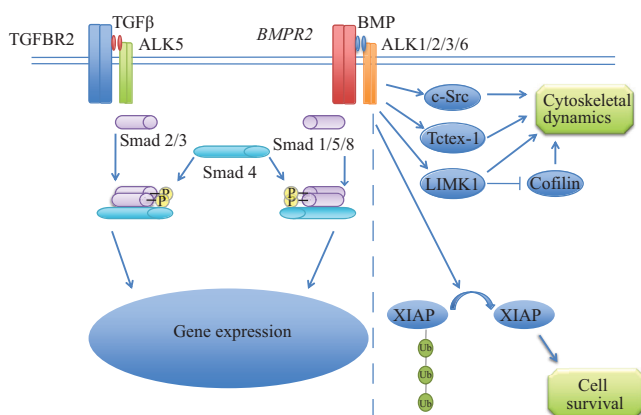 TGFβ
TGFBR2
ALK5
BMPR2
BMP
ALK1/2/3/6
c-Src
Tctex-1
LIMK1
Cofilin
Cytoskeletal
dynamics
Smad 2/3
Smad 4
Smad 1/5/8
P
P
P
P
Gene expression
XIAP
XIAP
Ub
Ub
Ub
Cell
survival